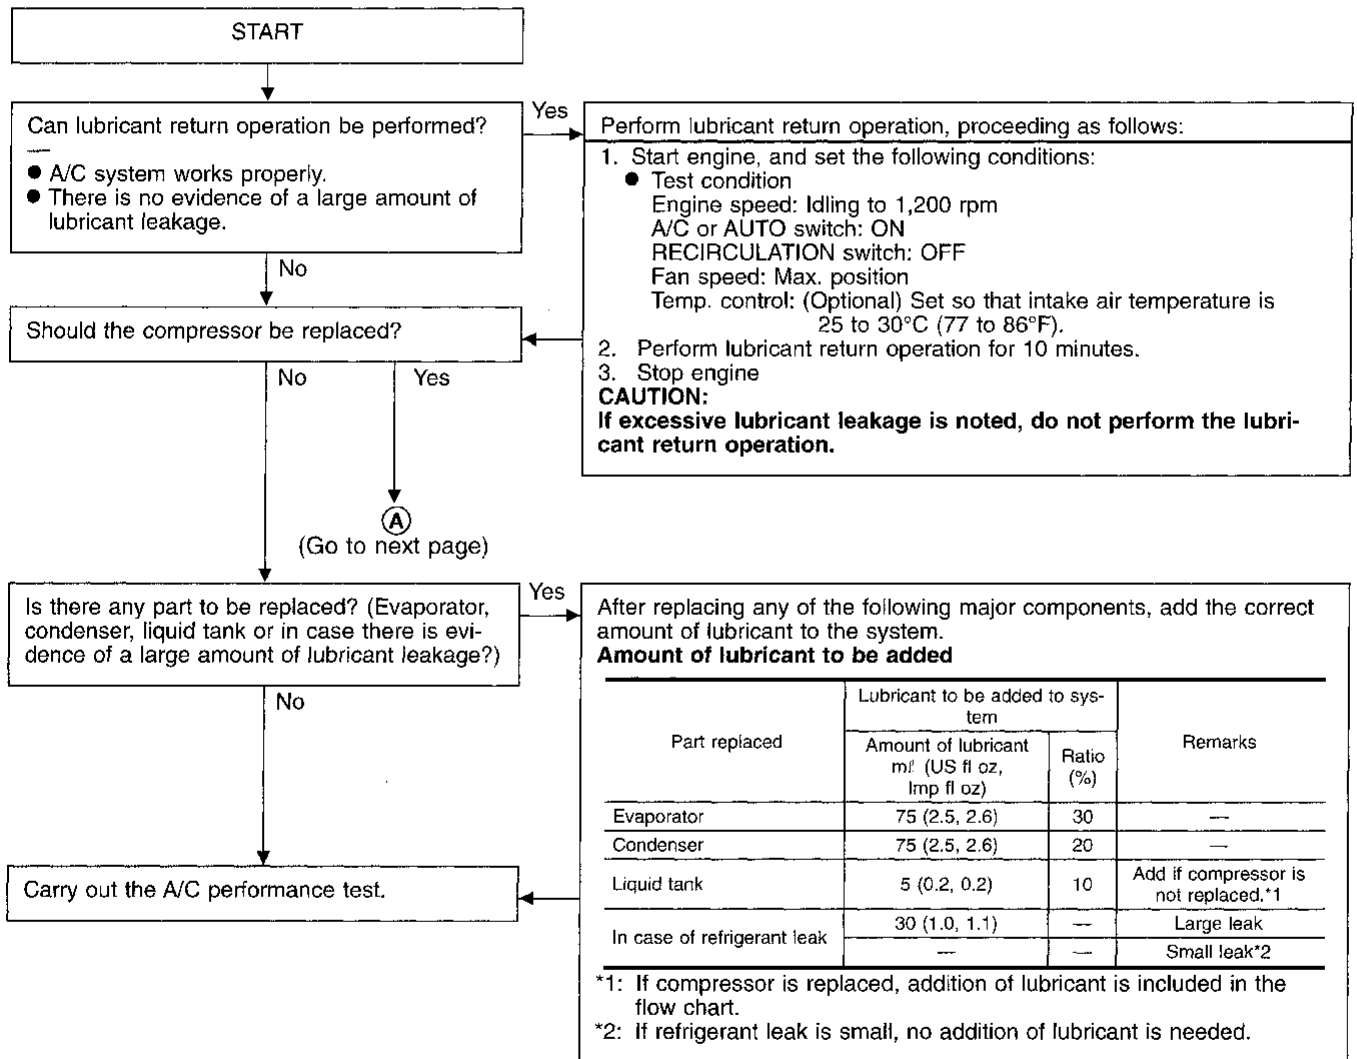 START
Can lubricant return operation be performed?
—
● A/C system works properly.
● There is no evidence of a large amount of
lubricant leakage.
Yes
Perform lubricant return operation, proceeding as follows:
1. Start engine, and set the following conditions:
● Test condition
Engine speed: Idling to 1,200 rpm
A/C or AUTO switch: ON
RECIRCULATION switch: OFF
Fan speed: Max. position
Temp. control: (Optional) Set so that intake air temperature is
25 to 30°C (77 to 86°F).
2. Perform lubricant return operation for 10 minutes.
3. Stop engine
CAUTION:
If excessive lubricant leakage is noted, do not perform the lubri-
cant return operation.
No
Should the compressor be replaced?
No
Yes
A
(Go to next page)
Is there any part to be replaced? (Evaporator,
condenser, liquid tank or in case there is evi-
dence of a large amount of lubricant leakage?)
Yes
After replacing any of the following major components, add the correct
amount of lubricant to the system.
Amount of lubricant to be added
Part replaced
Lubricant to be added to sys-
tem
Amount of lubricant
mℓ (US fl oz,
Imp fl oz)
Ratio
(%)
Remarks
Evaporator 75 (2.5, 2.6) 30 —
Condenser 75 (2.5, 2.6) 20 —
Liquid tank 5 (0.2, 0.2) 10 Add if compressor is
not replaced.*1
In case of refrigerant leak 30 (1.0, 1.1) — Large leak
— — Small leak*2
*1: If compressor is replaced, addition of lubricant is included in the
flow chart.
*2: If refrigerant leak is small, no addition of lubricant is needed.
No
Carry out the A/C performance test.